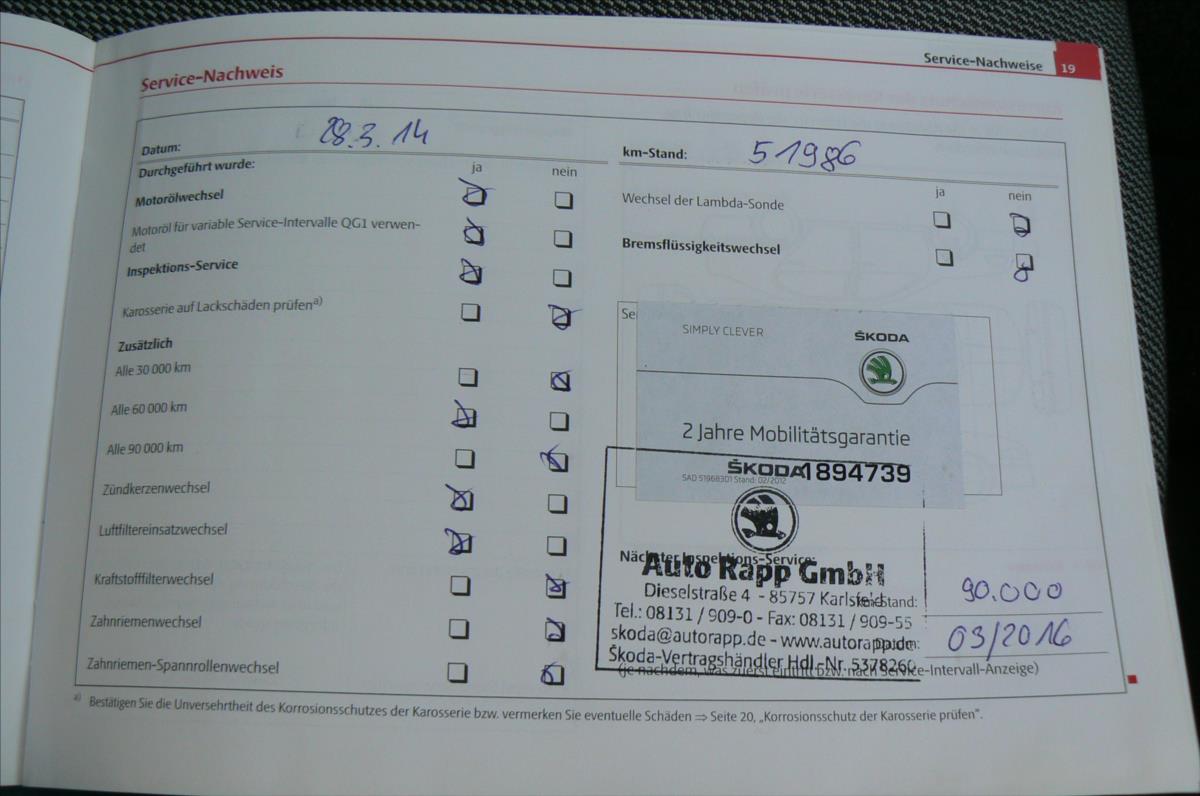 Service-Nachweise 19
Service-Nachweis
Datum: 28.3.14
km-Stand: 51986
Durchgeführt wurde: ja nein
Motorölwechsel
Motoröl für variable Service-Intervalle QG1 verwen-
det
Inspektions-Service
Karosserie auf Lackschäden prüfen a)
Zusätzlich
Alle 30 000 km
Alle 60 000 km
Alle 90 000 km
Zündkerzenwechsel
Luftfiltereinsatzwechsel
Kraftstofffilterwechsel
Zahnriemenwechsel
Zahnriemen-Spannrollenwechsel
ja nein
Wechsel der Lambda-Sonde
Bremsflüssigkeitswechsel
Se
SIMPLY CLEVER
ŠKODA
2 Jahre Mobilitätsgarantie
ŠKODA 1894739
SAD 51968301 Stand: 02/2012
Nächster Inspektions-Service:
Auto Rapp GmbH
Dieselstraße 4 - 85757 Karlsfeld
km-Stand: 90.000
Tel.: 08131 / 909-0 - Fax: 08131 / 909-55
skoda@autorapp.de - www.autorapp.de
Datum: 03/2016
Škoda-Vertragshändler Hdl.-Nr. 5378260
(je nachdem, was zuerst eintritt bzw. nach Service-Intervall-Anzeige)
a) Bestätigen Sie die Unversehrtheit des Korrosionsschutzes der Karosserie bzw. vermerken Sie eventuelle Schäden ⇒ Seite 20, „Korrosionsschutz der Karosserie prüfen“.